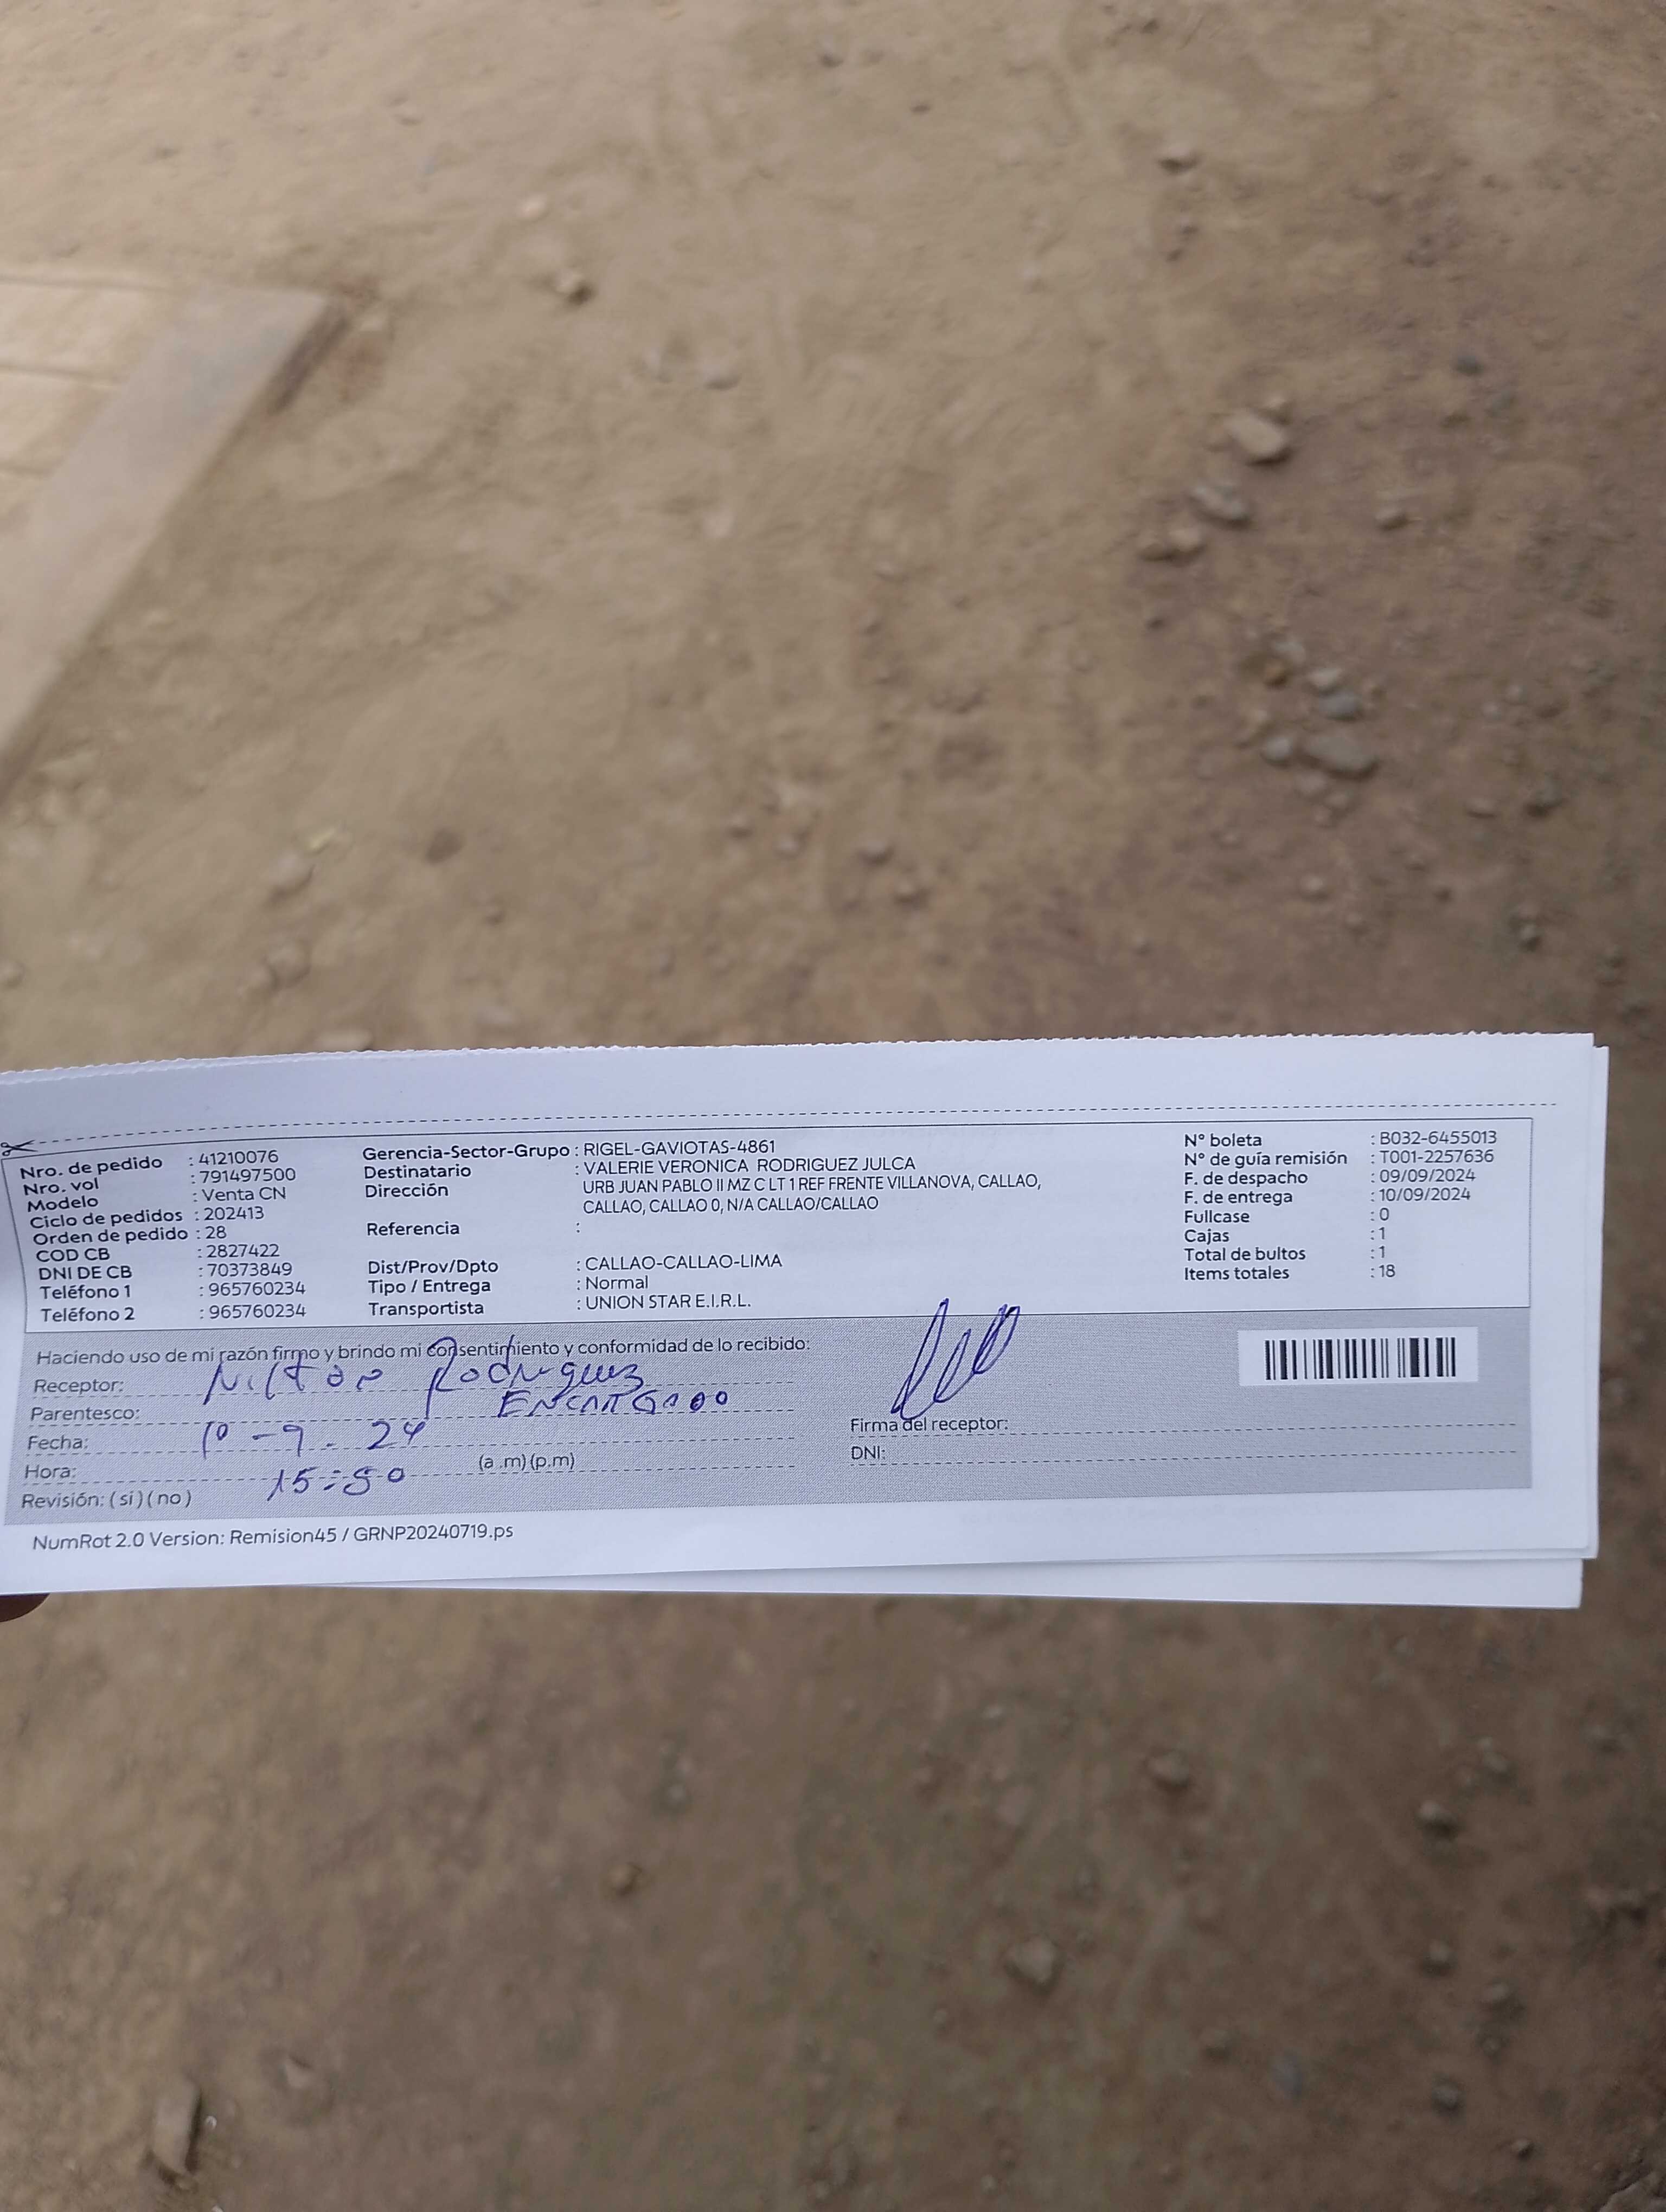 Nro. de pedido : 41210076
Nro. vol : 791497500
Modelo : Venta CN
Ciclo de pedidos : 202413
Orden de pedido : 28
COD CB : 2827422
DNI DE CB : 70373849
Teléfono 1 : 965760234
Teléfono 2 : 965760234
Gerencia-Sector-Grupo : RIGEL-GAVIOTAS-4861
Destinatario : VALERIE VERONICA RODRIGUEZ JULCA
Dirección URB JUAN PABLO II MZ C LT 1 REF FRENTE VILLANOVA, CALLAO,
CALLAO, CALLAO 0, N/A CALLAO/CALLAO
Referencia :
Dist/Prov/Dpto : CALLAO-CALLAO-LIMA
Tipo / Entrega : Normal
Transportista : UNION STAR E.I.R.L.
N° boleta : B032-6455013
N° de guía remisión : T001-2257636
F. de despacho : 09/09/2024
F. de entrega : 10/09/2024
Fullcase : 0
Cajas : 1
Total de bultos : 1
Items totales : 18
Haciendo uso de mi razón firmo y brindo mi consentimiento y conformidad de lo recibido:
Receptor: Nilton Rodriguez
Parentesco: ENCARGADO
Fecha: 10-9-24
Hora: 15:50 (a .m) (p.m)
Revisión: ( si ) ( no )
Firma del receptor:
DNI:
NumRot 2.0 Version: Remision45 / GRNP20240719.ps